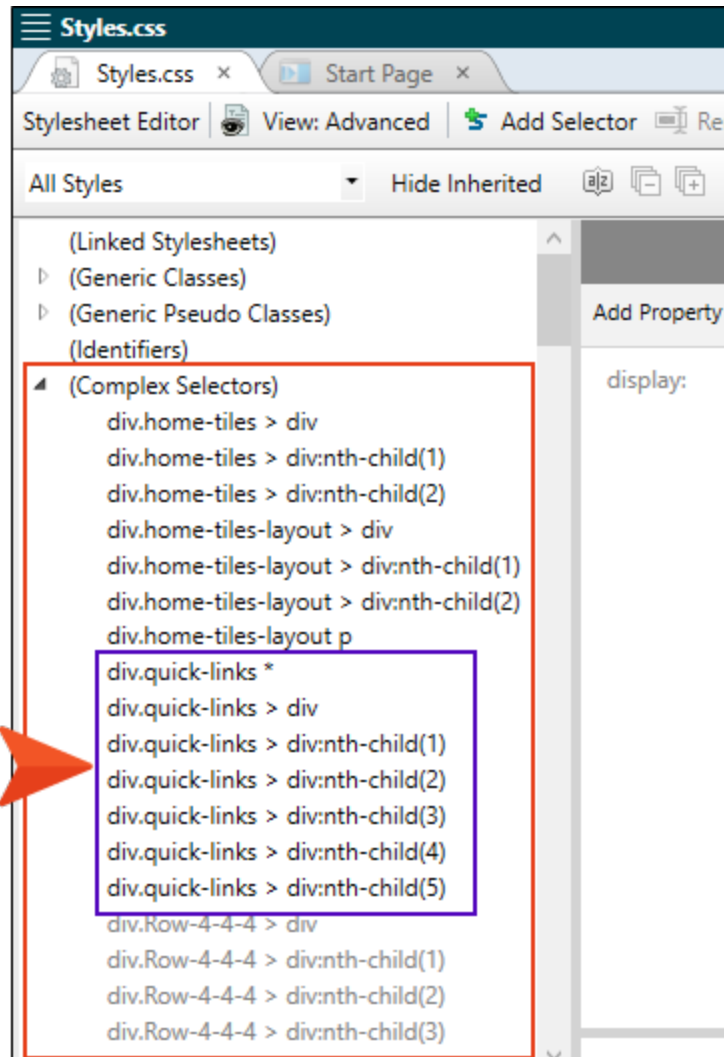 Styles.css
Styles.css × Start Page ×
Stylesheet Editor View: Advanced Add Selector Re
All Styles Hide Inherited a|z
(Linked Stylesheets)
(Generic Classes)
(Generic Pseudo Classes)
Add Property
(Identifiers)
(Complex Selectors)
display:
div.home-tiles > div
div.home-tiles > div:nth-child(1)
div.home-tiles > div:nth-child(2)
div.home-tiles-layout > div
div.home-tiles-layout > div:nth-child(1)
div.home-tiles-layout > div:nth-child(2)
div.home-tiles-layout p
div.quick-links *
div.quick-links > div
div.quick-links > div:nth-child(1)
div.quick-links > div:nth-child(2)
div.quick-links > div:nth-child(3)
div.quick-links > div:nth-child(4)
div.quick-links > div:nth-child(5)
div.Row-4-4-4 > div
div.Row-4-4-4 > div:nth-child(1)
div.Row-4-4-4 > div:nth-child(2)
div.Row-4-4-4 > div:nth-child(3)